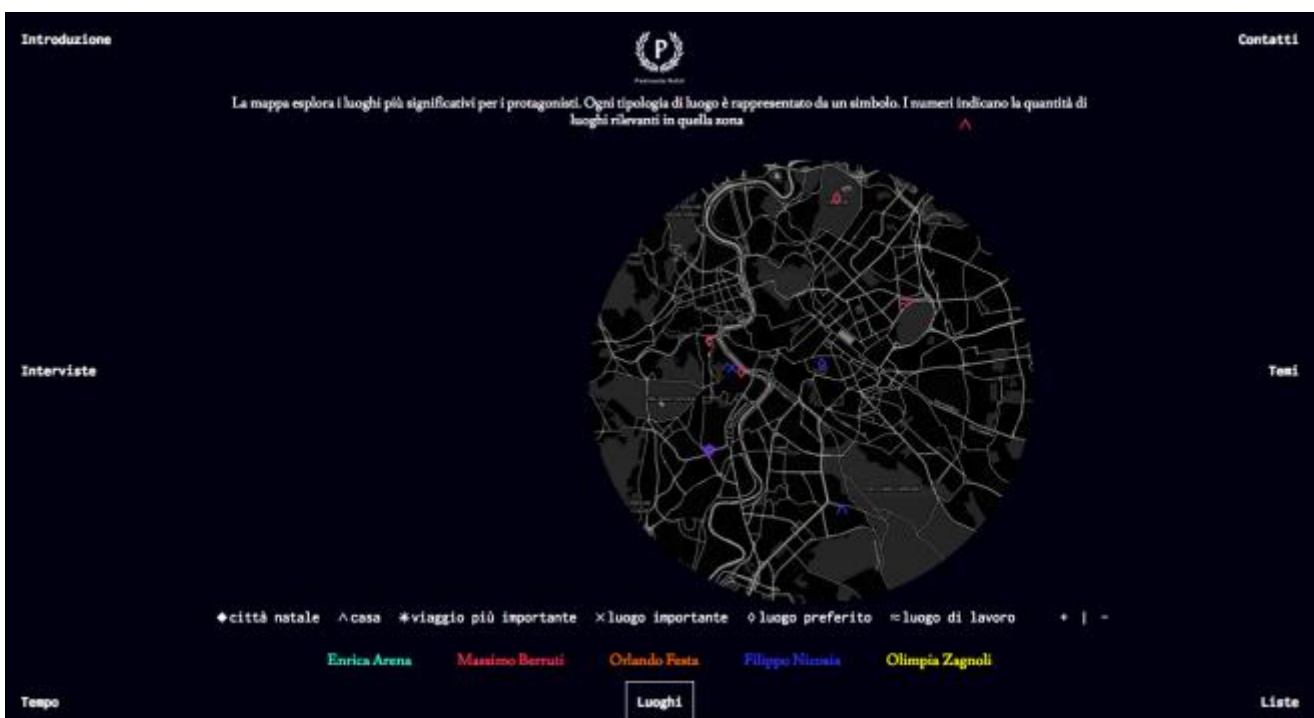 Introduzione
P
Contatti
La mappa esplora i luoghi più significativi per i protagonisti. Ogni tipologia di luogo è rappresentato da un simbolo. I numeri indicano la quantità di
luoghi rilevanti in quella zona
Interviste
Temi
◆città natale ^casa *viaggio più importante ×luogo importante ◊luogo preferito ≈luogo di lavoro + | -
Enrica Arena Massimo Berruti Orlando Festa Filippo Nicosia Olimpia Zagnoli
Tempo
Luoghi
Liste